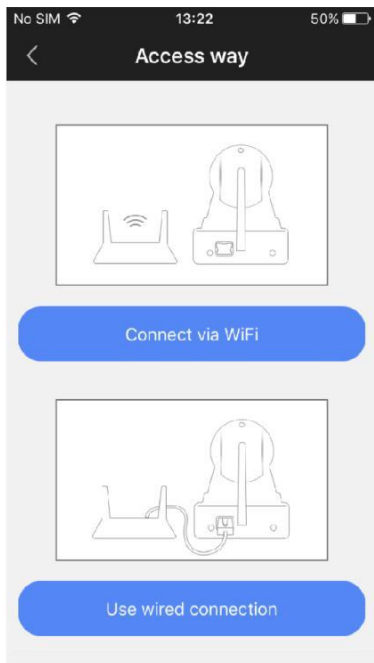 No SIM 13:22 50%
Access way
Connect via WiFi
Use wired connection